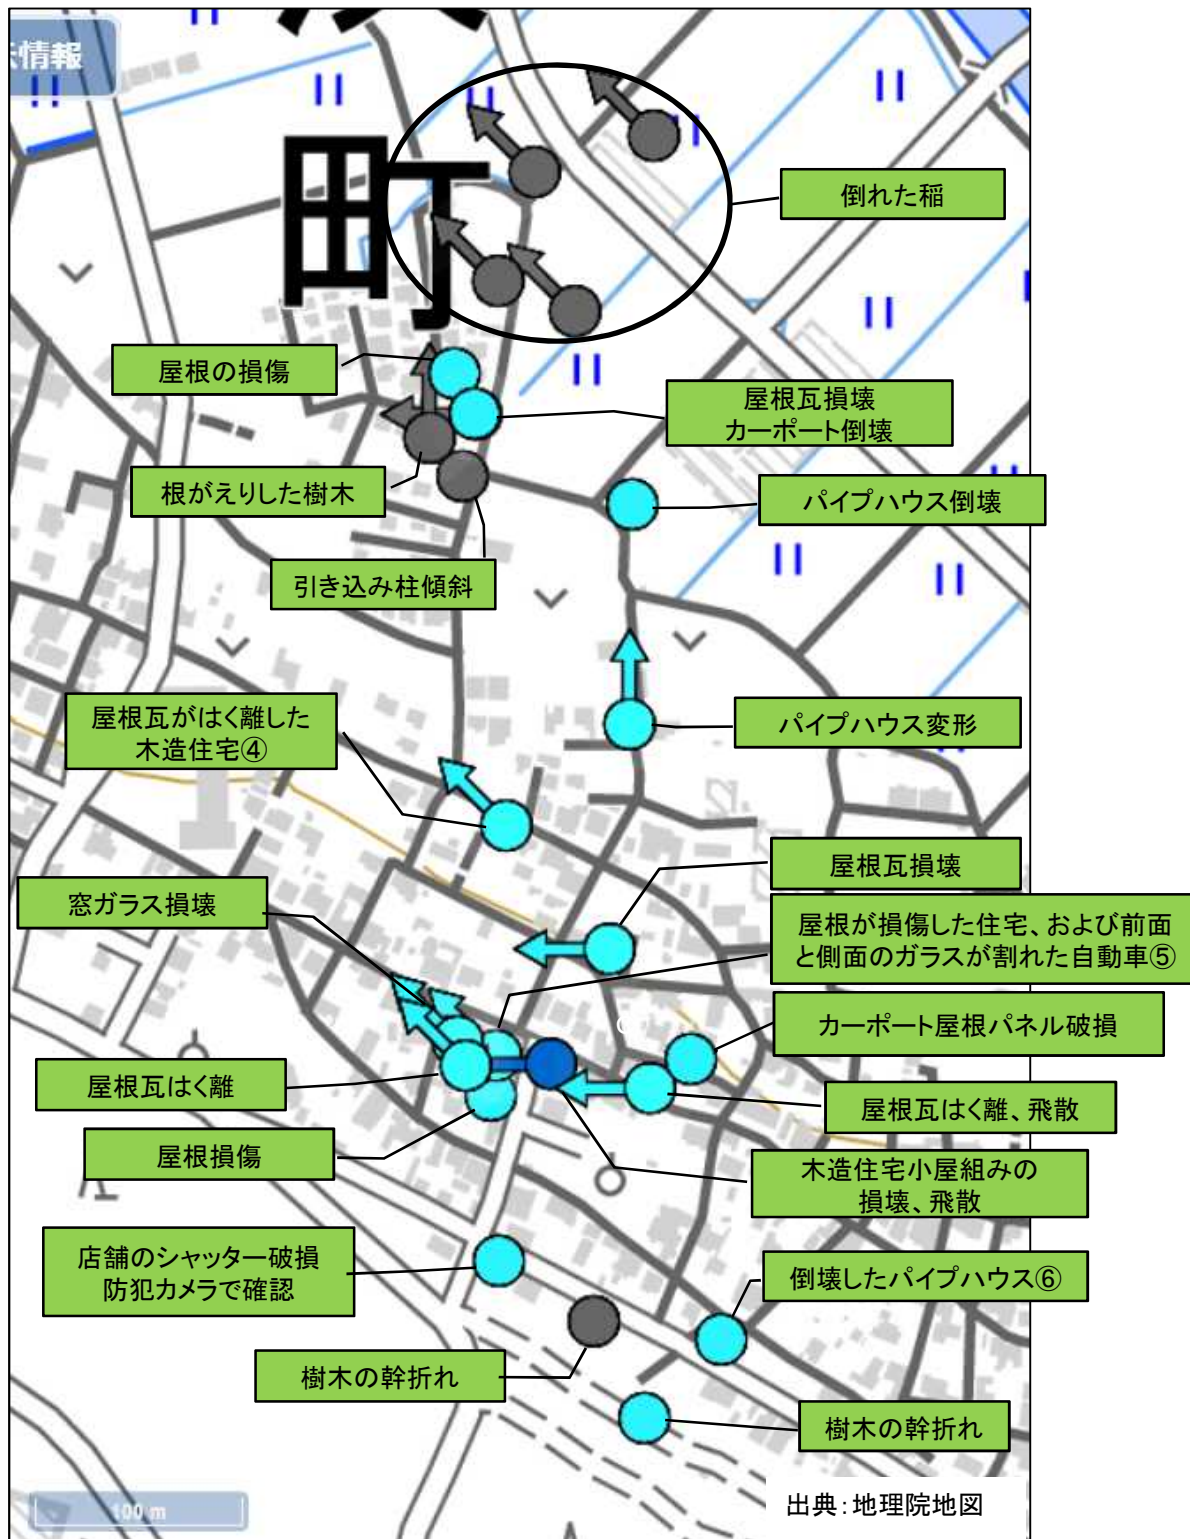 情報
町
倒れた稲
屋根の損傷
屋根瓦損壊
カーポート倒壊
根がえりした樹木
パイプハウス倒壊
引き込み柱傾斜
屋根瓦がはく離した
木造住宅④
パイプハウス変形
屋根瓦損壊
窓ガラス損壊
屋根が損傷した住宅、および前面
と側面のガラスが割れた自動車⑤
カーポート屋根パネル破損
屋根瓦はく離
屋根瓦はく離、飛散
屋根損傷
木造住宅小屋組みの
損壊、飛散
店舗のシャッター破損
防犯カメラで確認
倒壊したパイプハウス⑥
樹木の幹折れ
樹木の幹折れ
100 m
出典:地理院地図